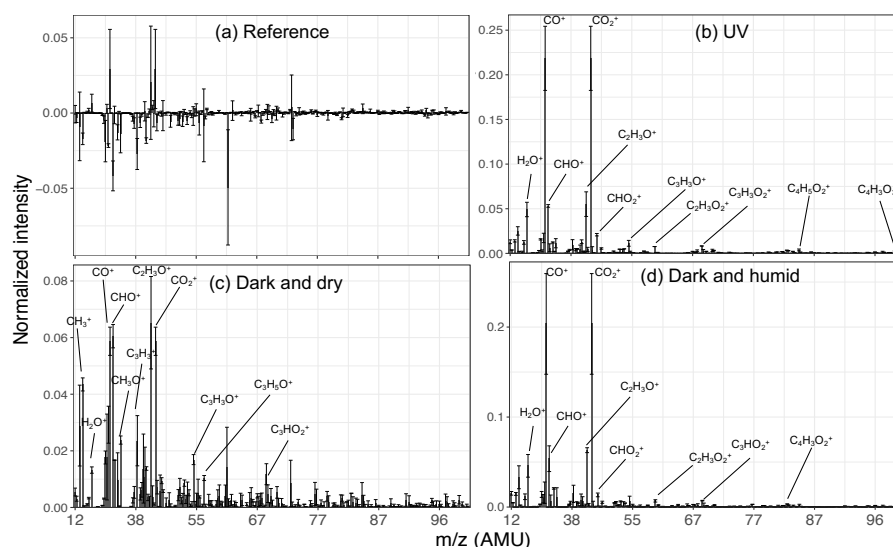 (a) Reference
0.05
0.00
−0.05
Normalized intensity
(b) UV
CO⁺
CO₂⁺
C₂H₃O⁺
H₂O⁺
CHO⁺
CHO₂⁺
C₃H₃O⁺
C₂H₃O₂⁺
C₃H₃O₂⁺
C₄H₅O₂⁺
C₄H₃O₃⁺
0.25
0.20
0.15
0.10
0.05
0.00
(c) Dark and dry
CO⁺
C₂H₃O⁺
CHO⁺
CO₂⁺
CH₃⁺
C₃H₃⁺
CH₃O⁺
H₂O⁺
C₃H₃O⁺
C₃H₅O⁺
C₃HO₂⁺
0.08
0.06
0.04
0.02
0.00
12 38 45 55 67 77 87 96
(d) Dark and humid
CO⁺
CO₂⁺
C₂H₃O⁺
H₂O⁺
CHO⁺
CHO₂⁺
C₂H₃O₂⁺
C₃HO₂⁺
C₄H₃O₂⁺
0.2
0.1
0.0
12 38 45 55 67 77 87 96
m/z (AMU)